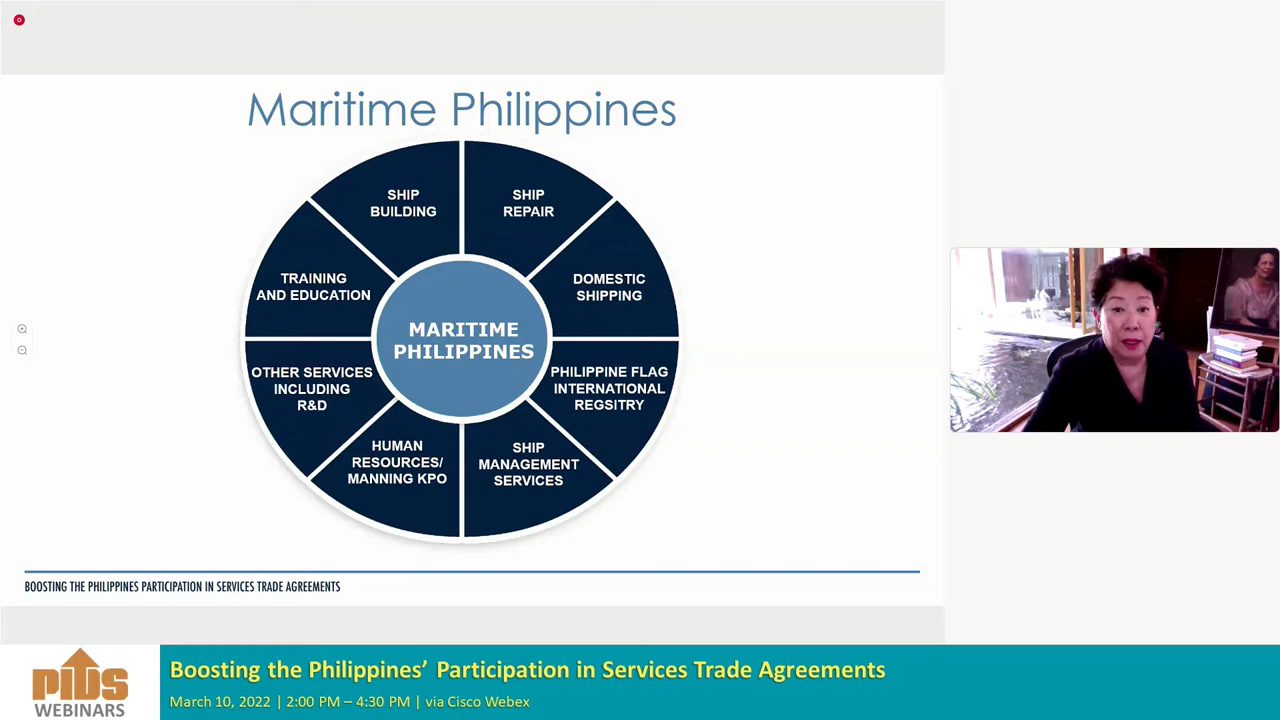 Maritime Philippines
SHIP
BUILDING
SHIP
REPAIR
TRAINING
AND EDUCATION
DOMESTIC
SHIPPING
MARITIME
PHILIPPINES
OTHER SERVICES
INCLUDING
R&D
PHILIPPINE FLAG
INTERNATIONAL
REGSITRY
HUMAN
RESOURCES/
MANNING KPO
SHIP
MANAGEMENT
SERVICES
BOOSTING THE PHILIPPINES PARTICIPATION IN SERVICES TRADE AGREEMENTS
PIDS
WEBINARS
Boosting the Philippines’ Participation in Services Trade Agreements
March 10, 2022 | 2:00 PM – 4:30 PM | via Cisco Webex